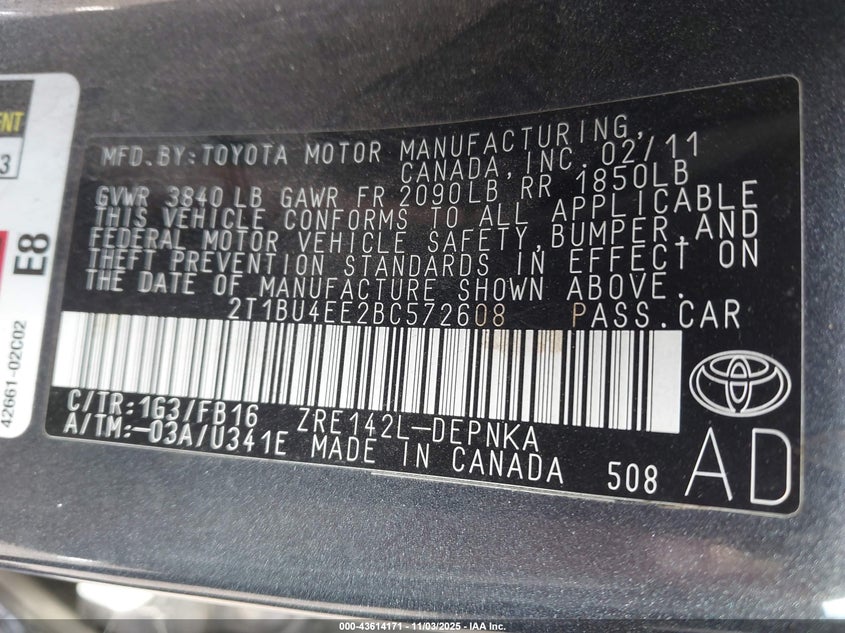 ENT
3
E8
42661-02C02
MFD.BY:TOYOTA MOTOR MANUFACTURING,
CANADA,INC. 02/11
GVWR 3840 LB GAWR FR 2090LB RR 1850LB
THIS VEHICLE CONFORMS TO ALL APPLICABLE
FEDERAL MOTOR VEHICLE SAFETY,BUMPER,AND
THEFT PREVENTION STANDARDS IN EFFECT ON
THE DATE OF MANUFACTURE SHOWN ABOVE.
2T1BU4EE2BC572608 PASS.CAR
C/TR:1G3/FB16 ZRE142L-DEPNKA
A/TM:-03A/U341E MADE IN CANADA 508
AD
000-43614171 - 11/03/2025 - IAA Inc.